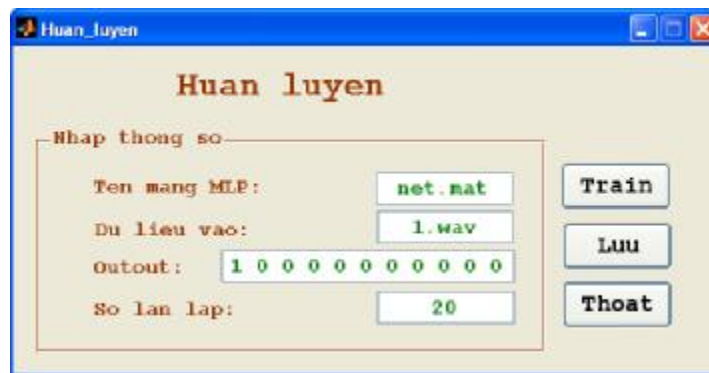 Huan_luyen
Huan luyen
Nhap thong so
Ten mang MLP: net.mat
Train
Du lieu vao: 1.wav
Luu
Outout: 1 0 0 0 0 0 0 0 0 0 0
So lan lap: 20
Thoat